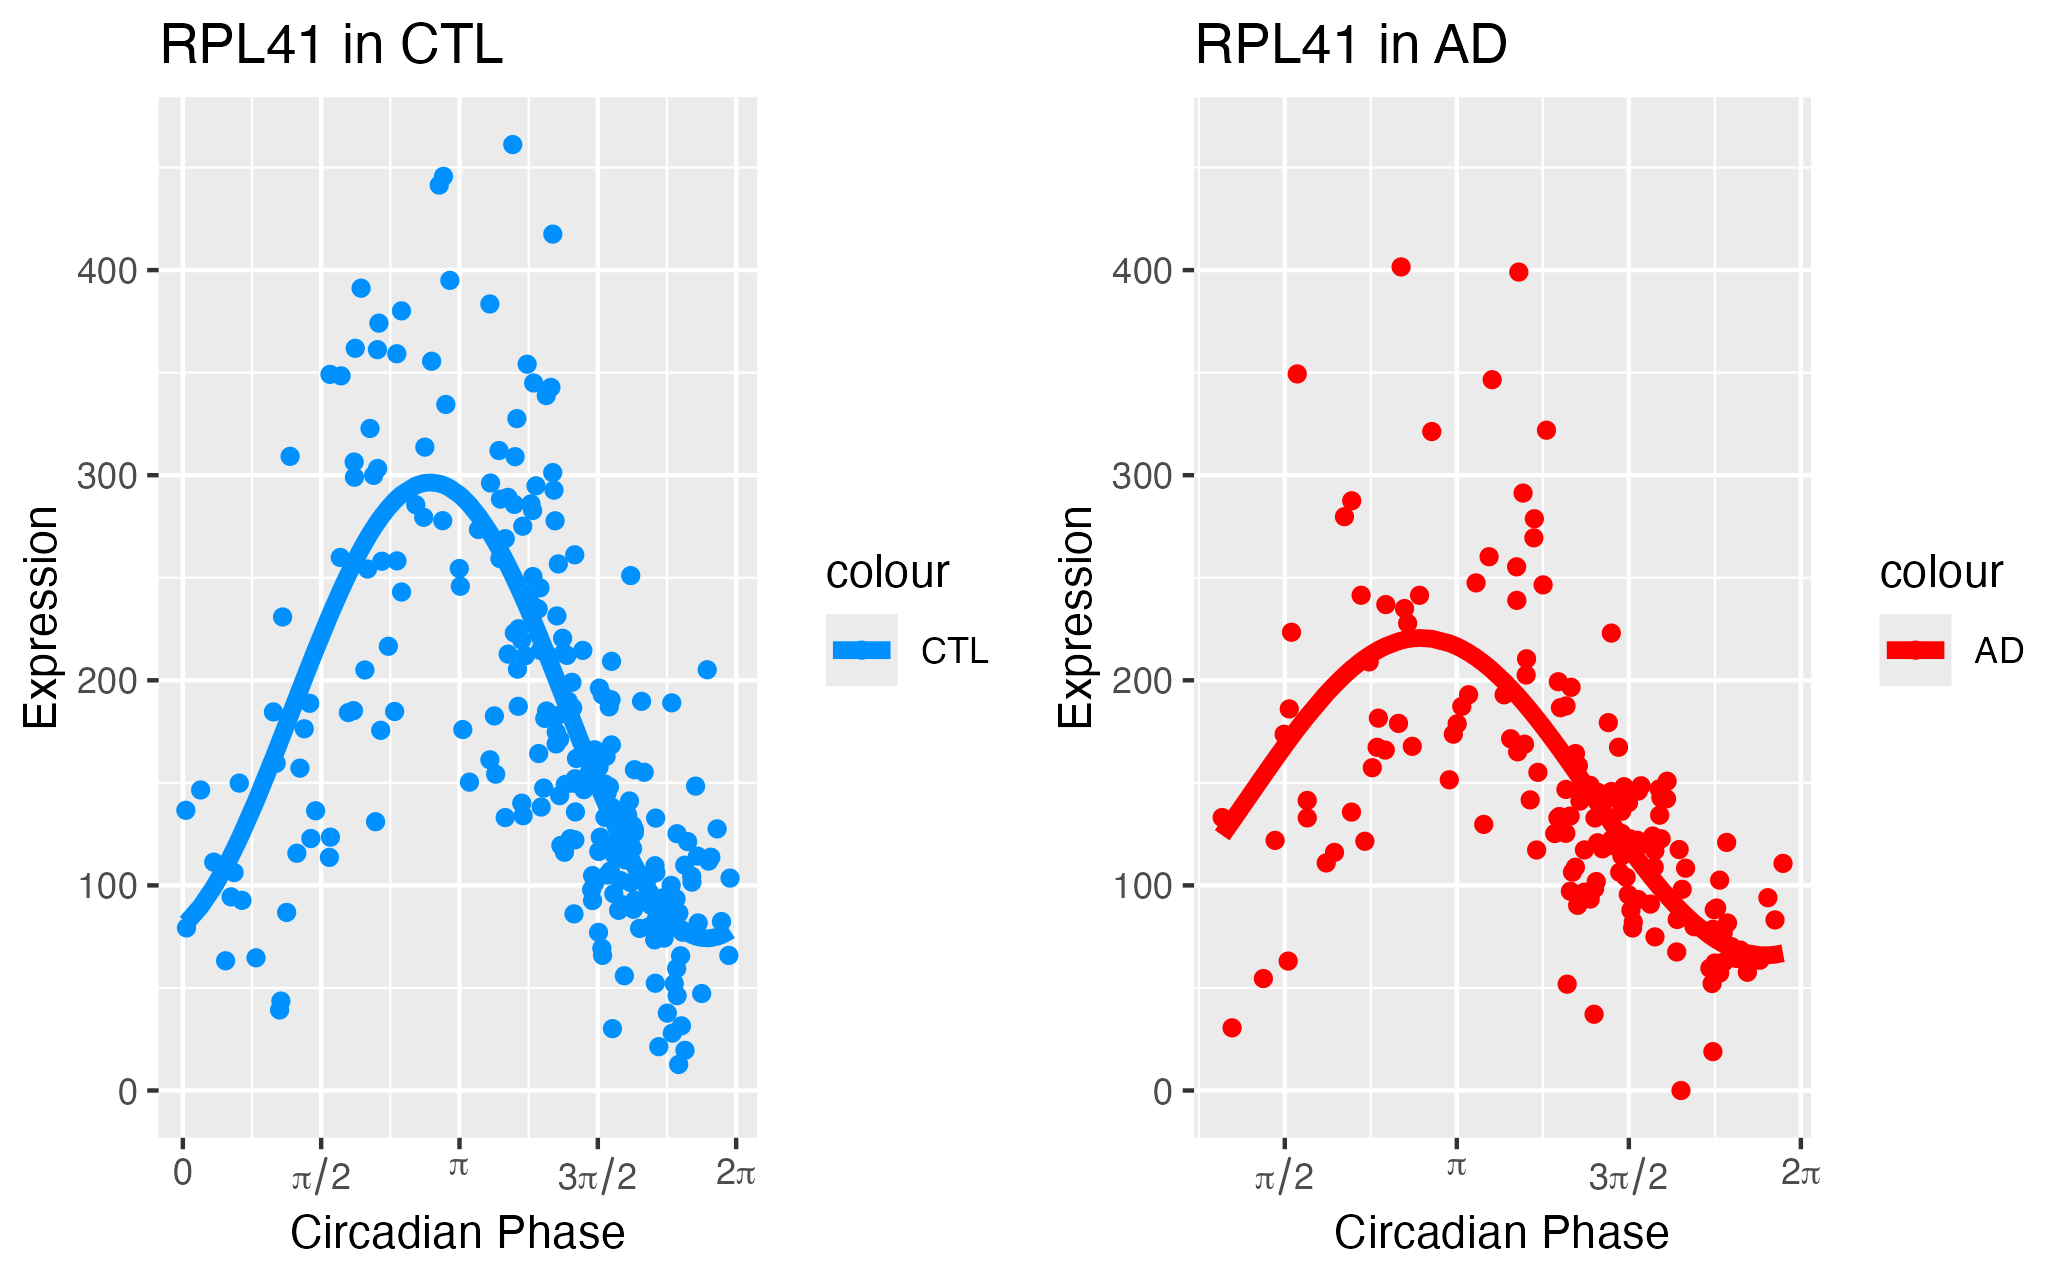 RPL41 in CTL
Expression
400
300
200
100
0
0 π/2 π 3π/2 2π
Circadian Phase
colour
CTL
RPL41 in AD
Expression
400
300
200
100
0
π/2 π 3π/2 2π
Circadian Phase
colour
AD